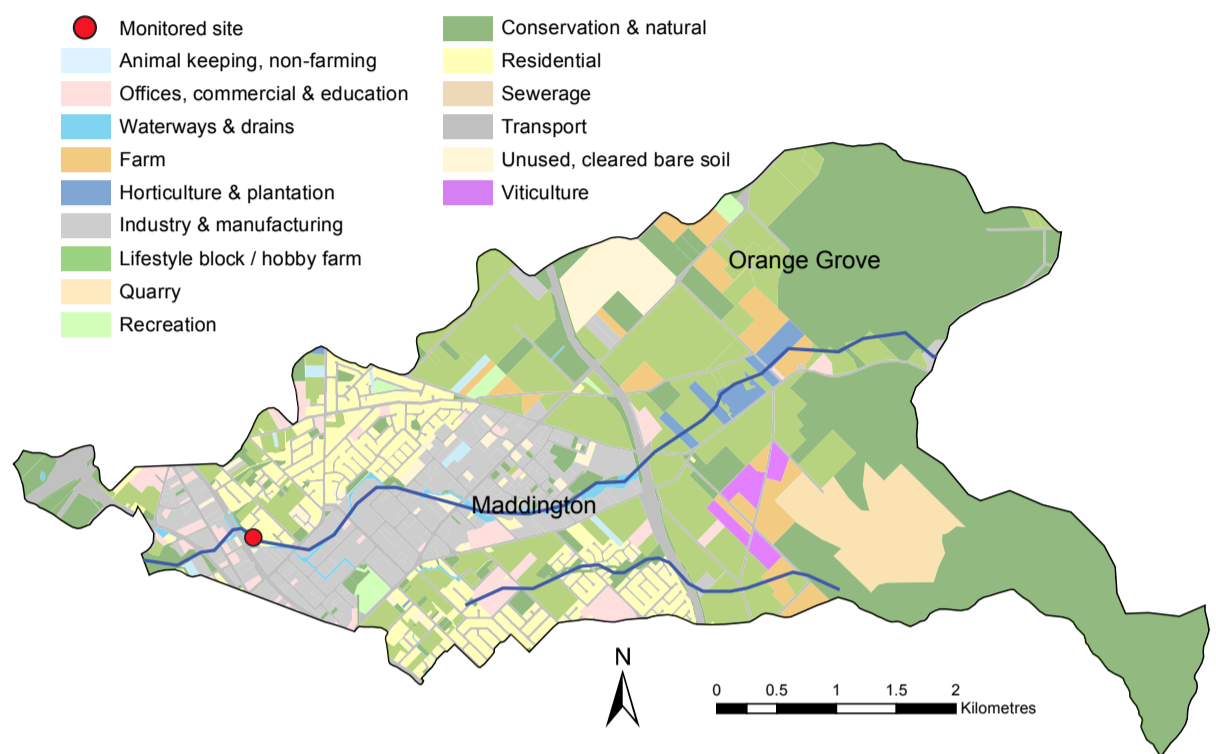 Monitored site
Animal keeping, non-farming
Offices, commercial & education
Waterways & drains
Farm
Horticulture & plantation
Industry & manufacturing
Lifestyle block / hobby farm
Quarry
Recreation
Conservation & natural
Residential
Sewerage
Transport
Unused, cleared bare soil
Viticulture
Orange Grove
Maddington
N
0 0.5 1 1.5 2
Kilometres